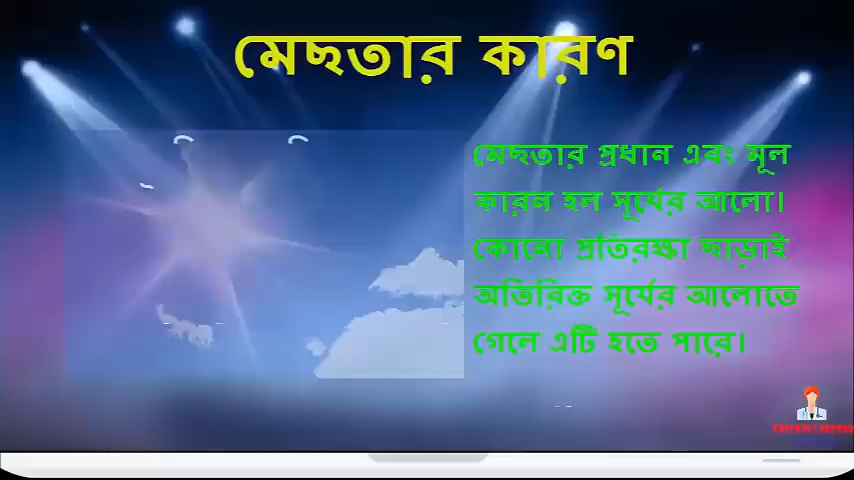 মেছতার কারণ
মেছতার প্রধান এবং মূল
কারন হল সূর্যের আলো।
কোনো প্রতিরক্ষা ছাড়াই
অতিরিক্ত সূর্যের আলোতে
গেলে এটি হতে পারে।